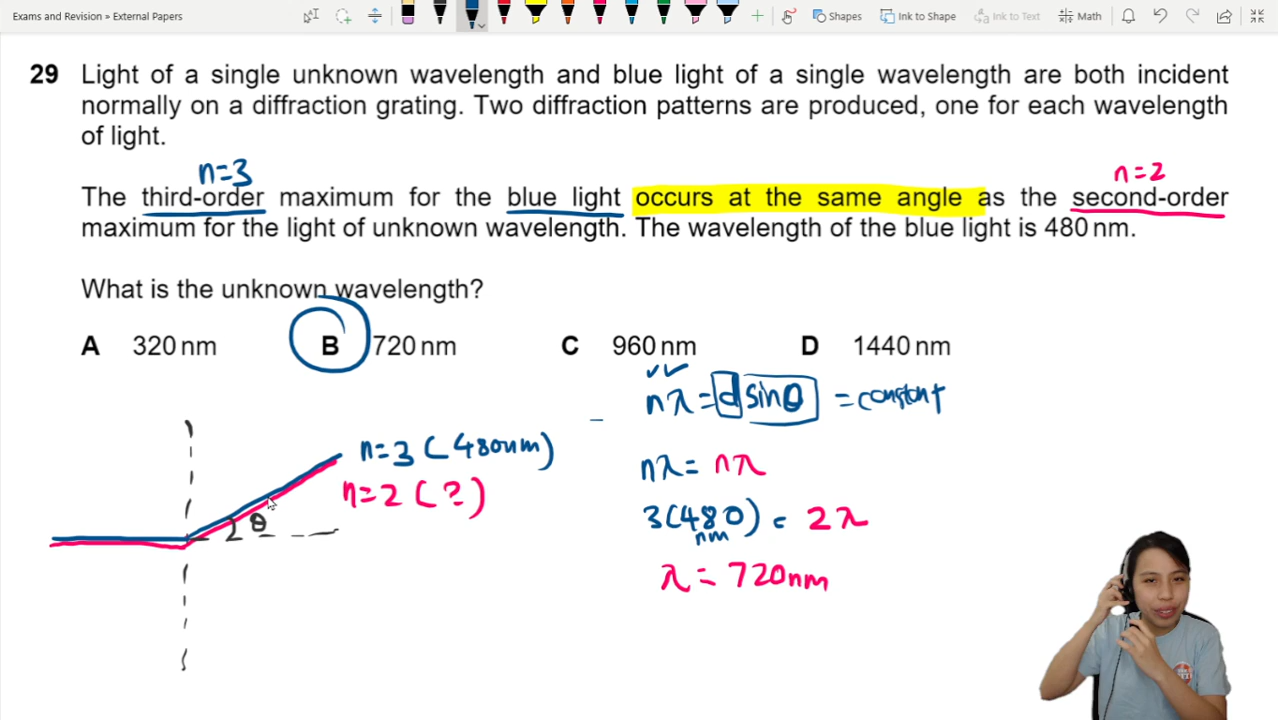 Exams and Revision » External Papers
Shapes
Ink to Shape
Ink to Text
Math
29 Light of a single unknown wavelength and blue light of a single wavelength are both incident
normally on a diffraction grating. Two diffraction patterns are produced, one for each wavelength
of light.
n=3
n=2
The third-order maximum for the blue light occurs at the same angle as the second-order
maximum for the light of unknown wavelength. The wavelength of the blue light is 480 nm.
What is the unknown wavelength?
A 320 nm B 720 nm C 960 nm D 1440 nm
nλ = d sinθ = constant
n=3 (480nm)
n=2 (?)
θ
nλ = nλ
3(480) = 2λ
nm
λ = 720nm